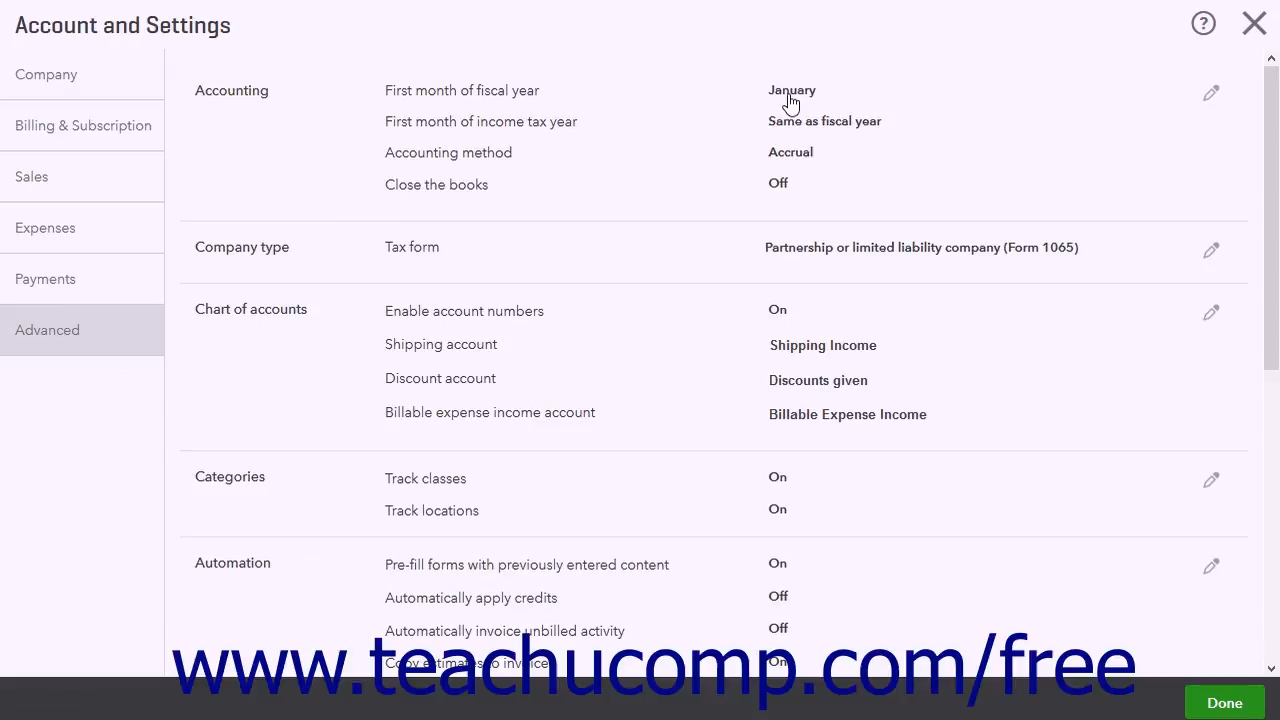 Account and Settings
Company
Billing & Subscription
Sales
Expenses
Payments
Advanced
Accounting
First month of fiscal year January
First month of income tax year Same as fiscal year
Accounting method Accrual
Close the books Off
Company type
Tax form Partnership or limited liability company (Form 1065)
Chart of accounts
Enable account numbers On
Shipping account Shipping Income
Discount account Discounts given
Billable expense income account Billable Expense Income
Categories
Track classes On
Track locations On
Automation
Pre-fill forms with previously entered content On
Automatically apply credits Off
Automatically invoice unbilled activity Off
Copy estimates to invoices On
www.teachucomp.com/free
Done